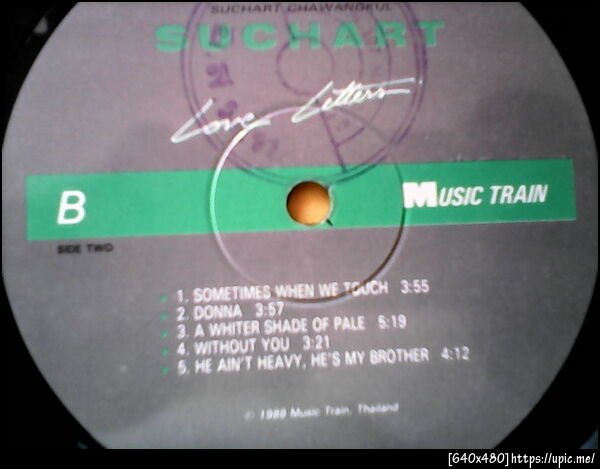 SUCHART CHAWANGKUL
SUCHART
Love Letters
B
MUSIC TRAIN
SIDE TWO
1. SOMETIMES WHEN WE TOUCH 3:55
2. DONNA 3:57
3. A WHITER SHADE OF PALE 5:19
4. WITHOUT YOU 3:21
5. HE AIN'T HEAVY, HE'S MY BROTHER 4:12
Music Train, Thailand
[640x480]https://upic.me/